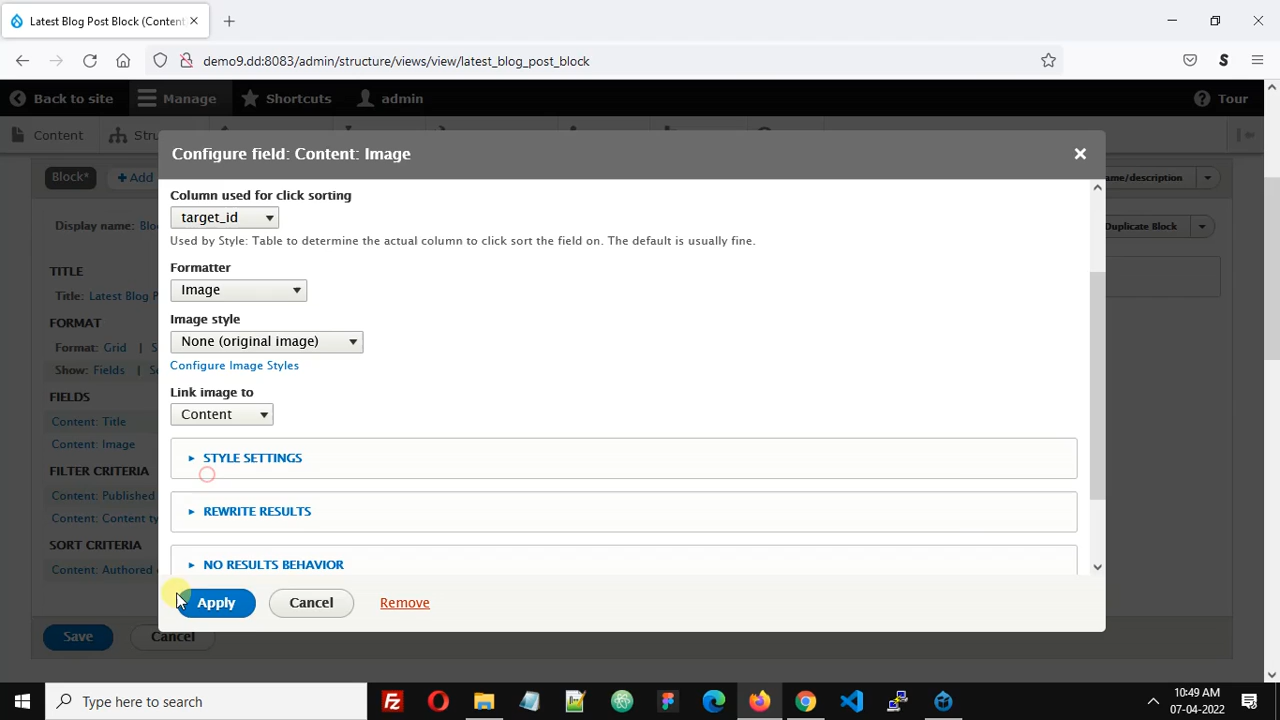 Latest Blog Post Block (Content
demo9.dd:8083/admin/structure/views/view/latest_blog_post_block
Back to site
Manage
Shortcuts
admin
Tour
Content
Stru
Configure field: Content: Image
Block*
Add
ame/description
Display name: Blo
Duplicate Block
TITLE
Title: Latest Blog P
FORMAT
Format: Grid | S
Show: Fields | Se
FIELDS
Content: Title
Content: Image
FILTER CRITERIA
Content: Published
Content: Content ty
SORT CRITERIA
Content: Authored o
Save
Cancel
Column used for click sorting
target_id
Used by Style: Table to determine the actual column to click sort the field on. The default is usually fine.
Formatter
Image
Image style
None (original image)
Configure Image Styles
Link image to
Content
STYLE SETTINGS
REWRITE RESULTS
NO RESULTS BEHAVIOR
Apply
Cancel
Remove
Type here to search
10:49 AM
07-04-2022